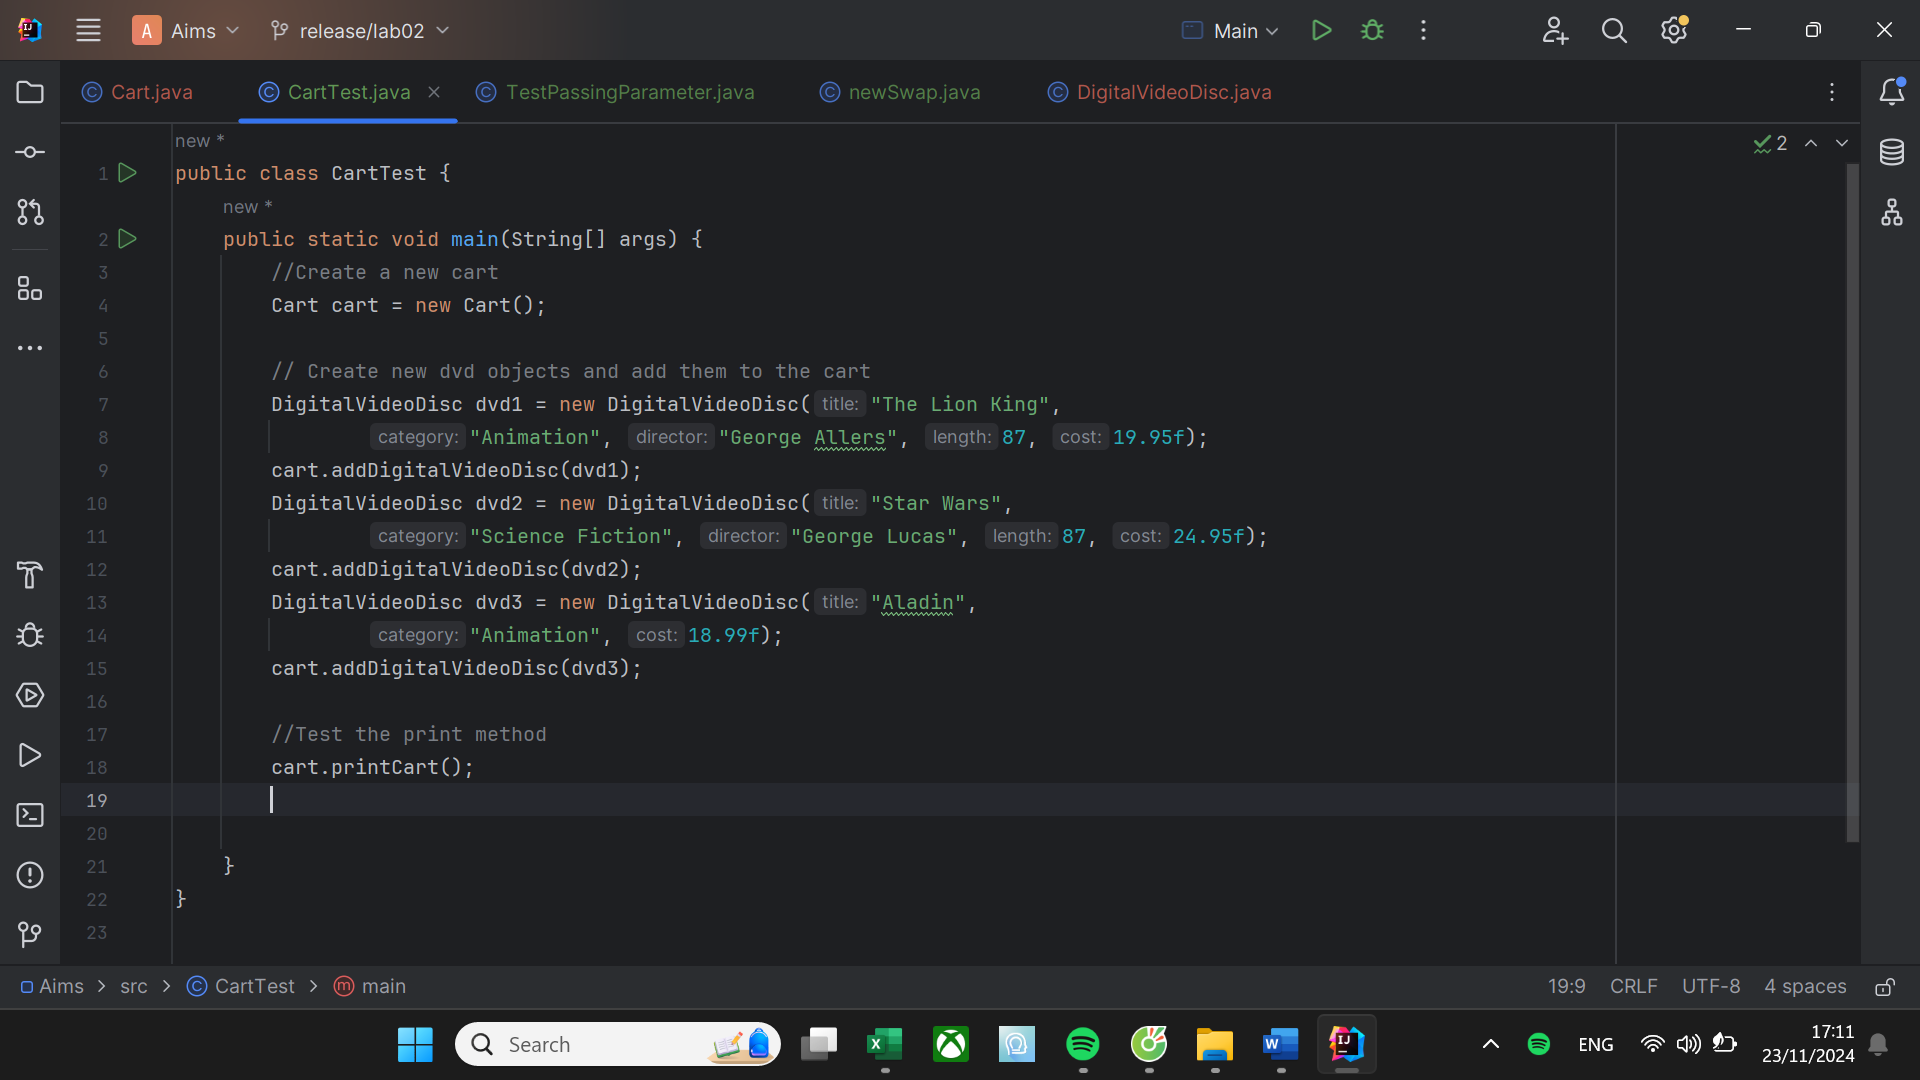 Aims release/lab02 Main
Cart.java CartTest.java TestPassingParameter.java newSwap.java DigitalVideoDisc.java
new *
2
1 public class CartTest {
new *
2 public static void main(String[] args) {
3 //Create a new cart
4 Cart cart = new Cart();
5
6 // Create new dvd objects and add them to the cart
7 DigitalVideoDisc dvd1 = new DigitalVideoDisc( title: "The Lion King",
8 category: "Animation", director: "George Allers", length: 87, cost: 19.95f);
9 cart.addDigitalVideoDisc(dvd1);
10 DigitalVideoDisc dvd2 = new DigitalVideoDisc( title: "Star Wars",
11 category: "Science Fiction", director: "George Lucas", length: 87, cost: 24.95f);
12 cart.addDigitalVideoDisc(dvd2);
13 DigitalVideoDisc dvd3 = new DigitalVideoDisc( title: "Aladin",
14 category: "Animation", cost: 18.99f);
15 cart.addDigitalVideoDisc(dvd3);
16
17 //Test the print method
18 cart.printCart();
19
20
21 }
22 }
23
Aims > src > CartTest > main 19:9 CRLF UTF-8 4 spaces
Search ENG 17:11
23/11/2024